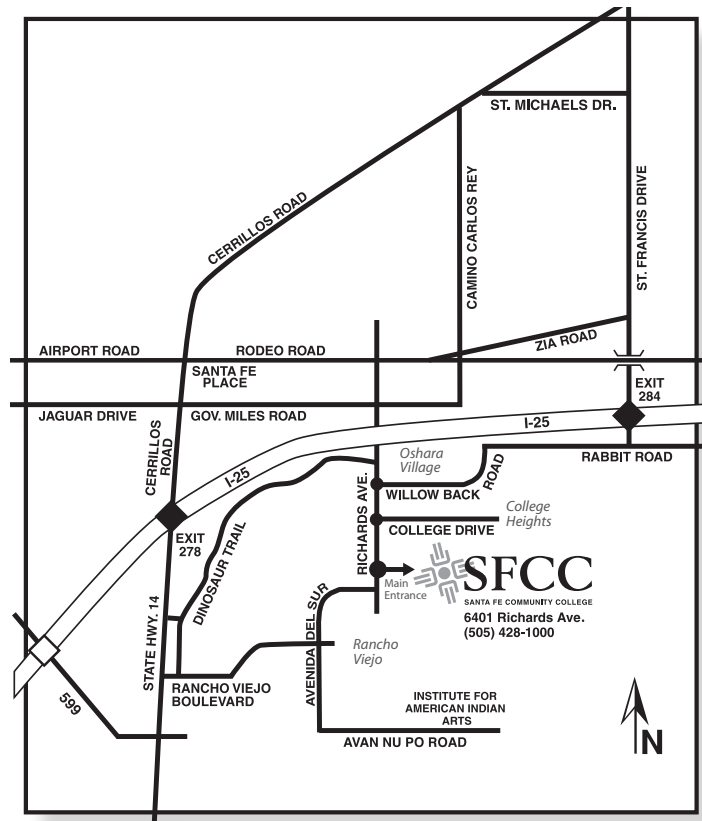 ST. MICHAELS DR.
CERRILLOS ROAD
CAMINO CARLOS REY
ST. FRANCIS DRIVE
ZIA ROAD
AIRPORT ROAD
RODEO ROAD
SANTA FE
PLACE
EXIT
284
JAGUAR DRIVE
GOV. MILES ROAD
I-25
CERRILLOS
ROAD
I-25
Oshara
Village
RABBIT ROAD
WILLOW BACK
ROAD
RICHARDS AVE.
College
Heights
COLLEGE DRIVE
EXIT
278
DINOSAUR TRAIL
Main
Entrance
SFCC
SANTA FE COMMUNITY COLLEGE
6401 Richards Ave.
(505) 428-1000
STATE HWY. 14
AVENIDA DEL SUR
Rancho
Viejo
599
RANCHO VIEJO
BOULEVARD
INSTITUTE FOR
AMERICAN INDIAN
ARTS
AVAN NU PO ROAD
N